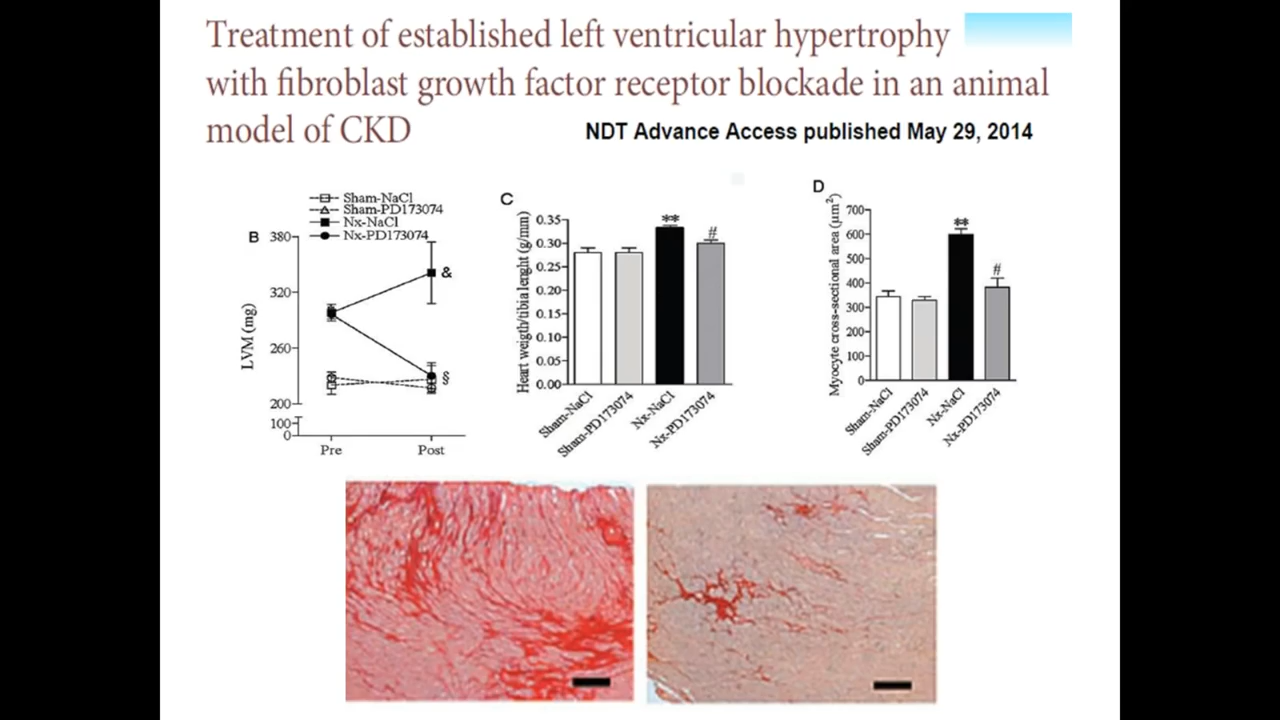 Treatment of established left ventricular hypertrophy
with fibroblast growth factor receptor blockade in an animal
model of CKD
NDT Advance Access published May 29, 2014
B
Sham-NaCl
Sham-PD173074
Nx-NaCl
Nx-PD173074
LVM (mg)
380
320
260
200
100
0
&
§
Pre
Post
C
Heart weigth/tibia lenght (g/mm)
0.35
0.30
0.25
0.20
0.15
0.10
0.05
0.00
**
#
Sham-NaCl
Sham-PD173074
Nx-NaCl
Nx-PD173074
D
Myocyte cross-sectional area (μm²)
700
600
500
400
300
200
100
0
**
#
Sham-NaCl
Sham-PD173074
Nx-NaCl
Nx-PD173074